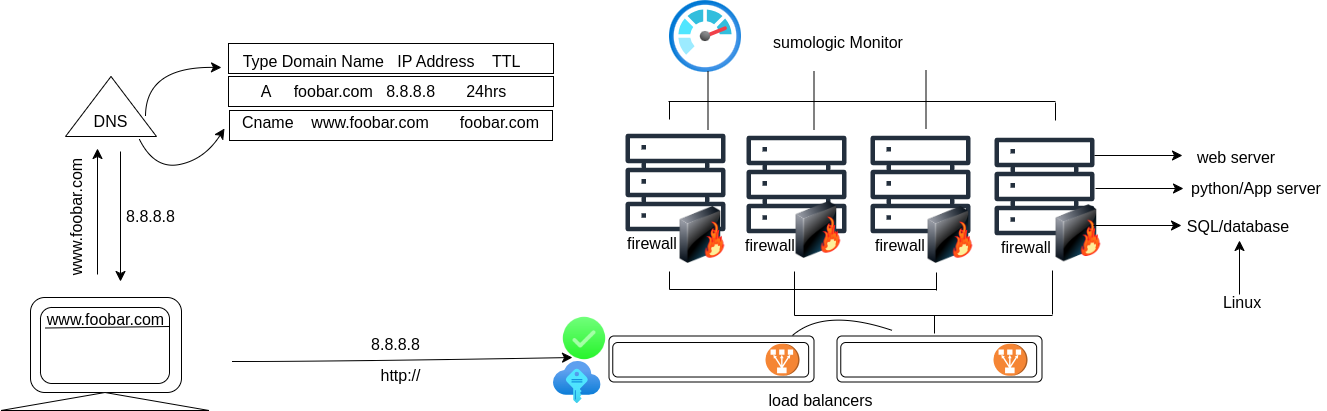 sumologic Monitor
Type Domain Name IP Address TTL
A foobar.com 8.8.8.8 24hrs
Cname www.foobar.com foobar.com
DNS
www.foobar.com
8.8.8.8
web server
python/App server
SQL/database
firewall
firewall
firewall
firewall
Linux
www.foobar.com
8.8.8.8
http://
load balancers